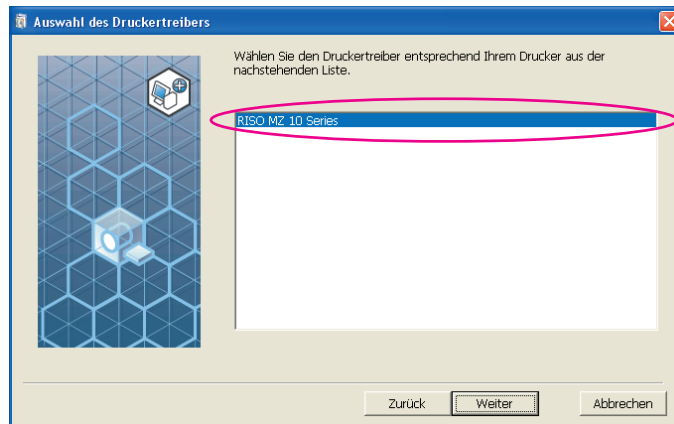 Auswahl des Druckertreibers
Wählen Sie den Druckertreiber entsprechend Ihrem Drucker aus der
nachstehenden Liste.
RISO MZ 10 Series
Zurück
Weiter
Abbrechen